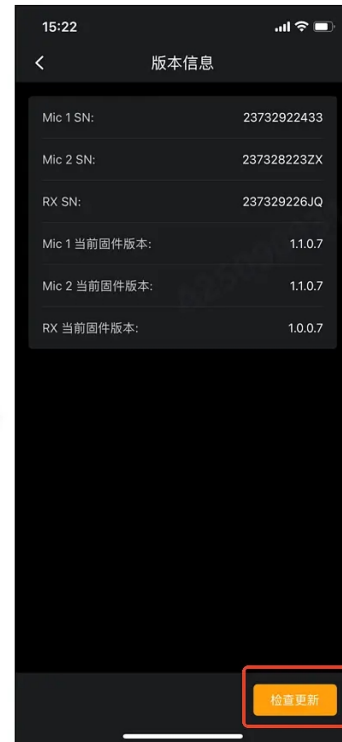 15:22
版本信息
Mic 1 SN: 23732922433
Mic 2 SN: 237328223ZX
RX SN: 237329226JQ
Mic 1 当前固件版本: 1.1.0.7
Mic 2 当前固件版本: 1.1.0.7
RX 当前固件版本: 1.0.0.7
检查更新